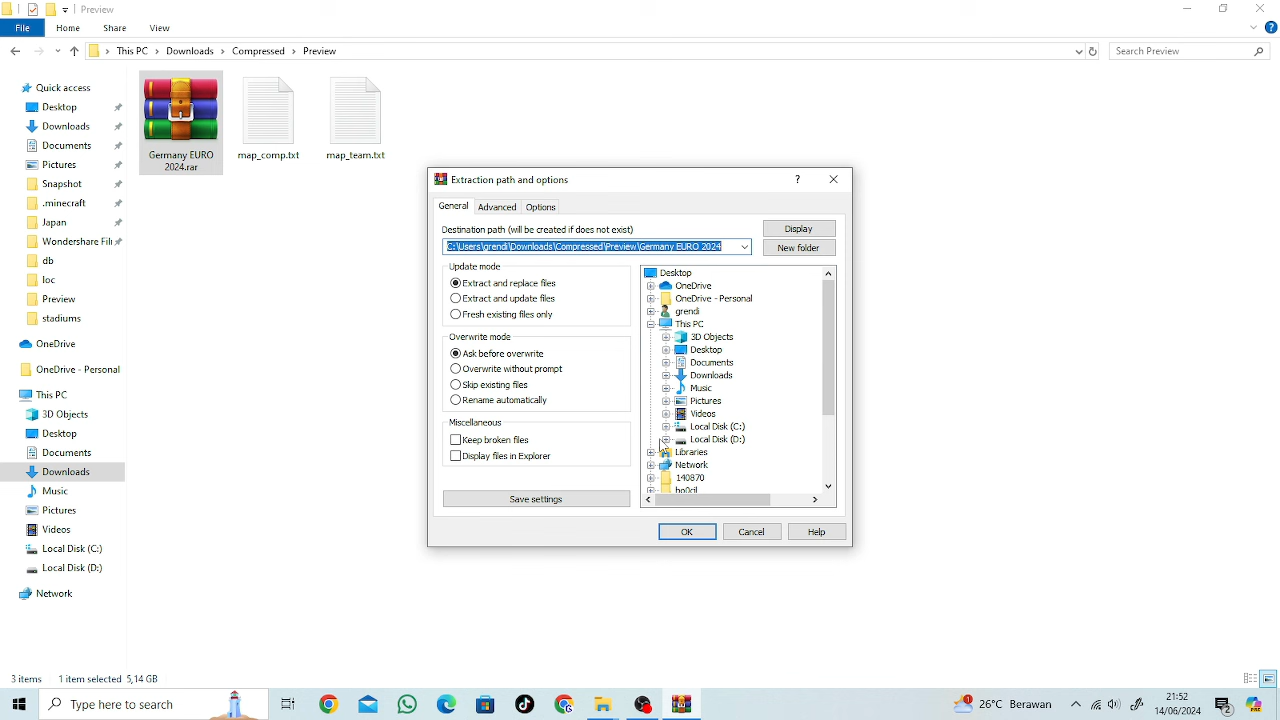 Preview
File
Home
Share
View
This PC
Downloads
Compressed
Preview
Search Preview
Quick access
Desktop
Downloads
Documents
Pictures
Snapshot
.minecraft
Japan
Wondershare Fil
db
loc
Preview
stadiums
OneDrive
OneDrive - Personal
This PC
3D Objects
Desktop
Documents
Downloads
Music
Pictures
Videos
Local Disk (C:)
Local Disk (D:)
Network
Germany EURO
2024.rar
map_comp.txt
map_team.txt
Extraction path and options
General
Advanced
Options
Destination path (will be created if does not exist)
C:\Users\grendi\Downloads\Compressed\Preview\Germany EURO 2024
Display
New folder
Update mode
Extract and replace files
Extract and update files
Fresh existing files only
Overwrite mode
Ask before overwrite
Overwrite without prompt
Skip existing files
Rename automatically
Miscellaneous
Keep broken files
Display files in Explorer
Save settings
Desktop
OneDrive
OneDrive - Personal
grendi
This PC
3D Objects
Desktop
Documents
Downloads
Music
Pictures
Videos
Local Disk (C:)
Local Disk (D:)
Libraries
Network
140870
OK
Cancel
Help
3 items
1 item selected 5,14 GB
Type here to search
26°C Berawan
21:52
14/06/2024
2